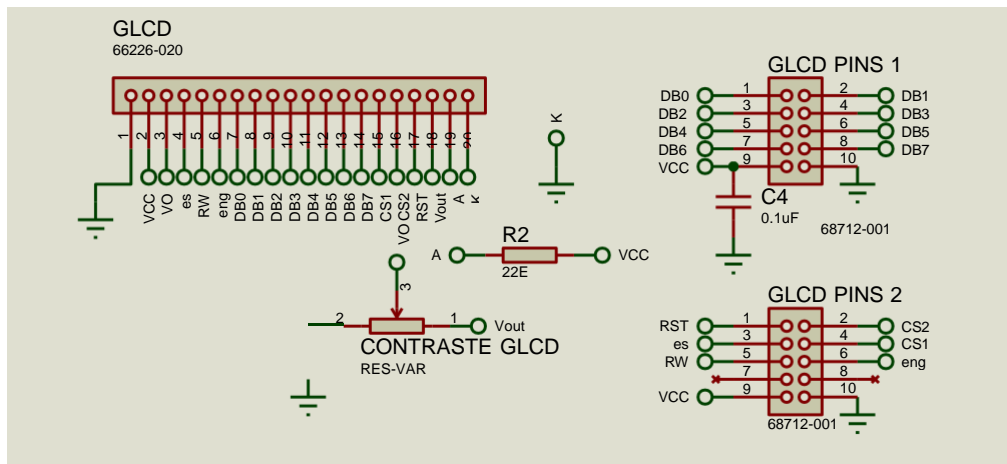 GLCD
66226-020
1 2 3 4 5 6 7 8 9 10 11 12 13 14 15 16 17 18 19 20
VCC VO es RW eng DB0 DB1 DB2 DB3 DB4 DB5 DB6 DB7 CS1 CS2 RST Vout A K
K
VO
3
2 1 Vout
CONTRASTE GLCD
RES-VAR
R2
A VCC
22E
GLCD PINS 1
DB0 1 2 DB1
DB2 3 4 DB3
DB4 5 6 DB5
DB6 7 8 DB7
VCC 9 10
C4
0.1uF
68712-001
GLCD PINS 2
RST 1 2 CS2
es 3 4 CS1
RW 5 6 eng
7 8
VCC 9 10
68712-001